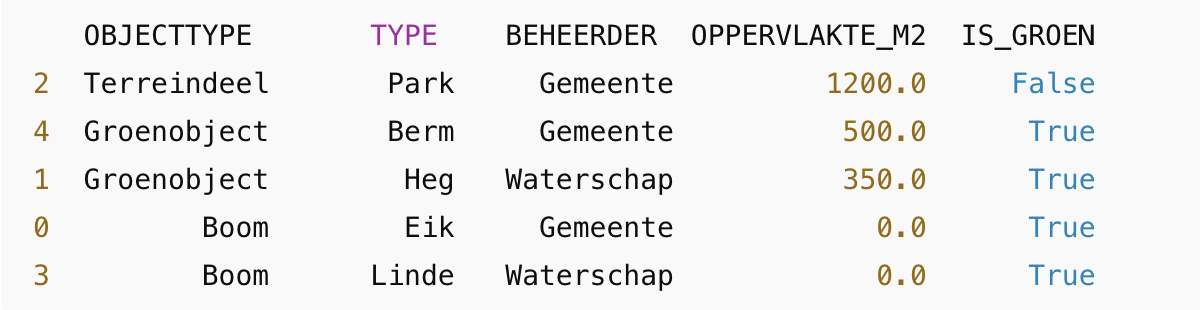 OBJECTTYPE TYPE BEHEERDER OPPERVLAKTE_M2 IS_GROEN
2 Terreindeel Park Gemeente 1200.0 False
4 Groenobject Berm Gemeente 500.0 True
1 Groenobject Heg Waterschap 350.0 True
0 Boom Eik Gemeente 0.0 True
3 Boom Linde Waterschap 0.0 True